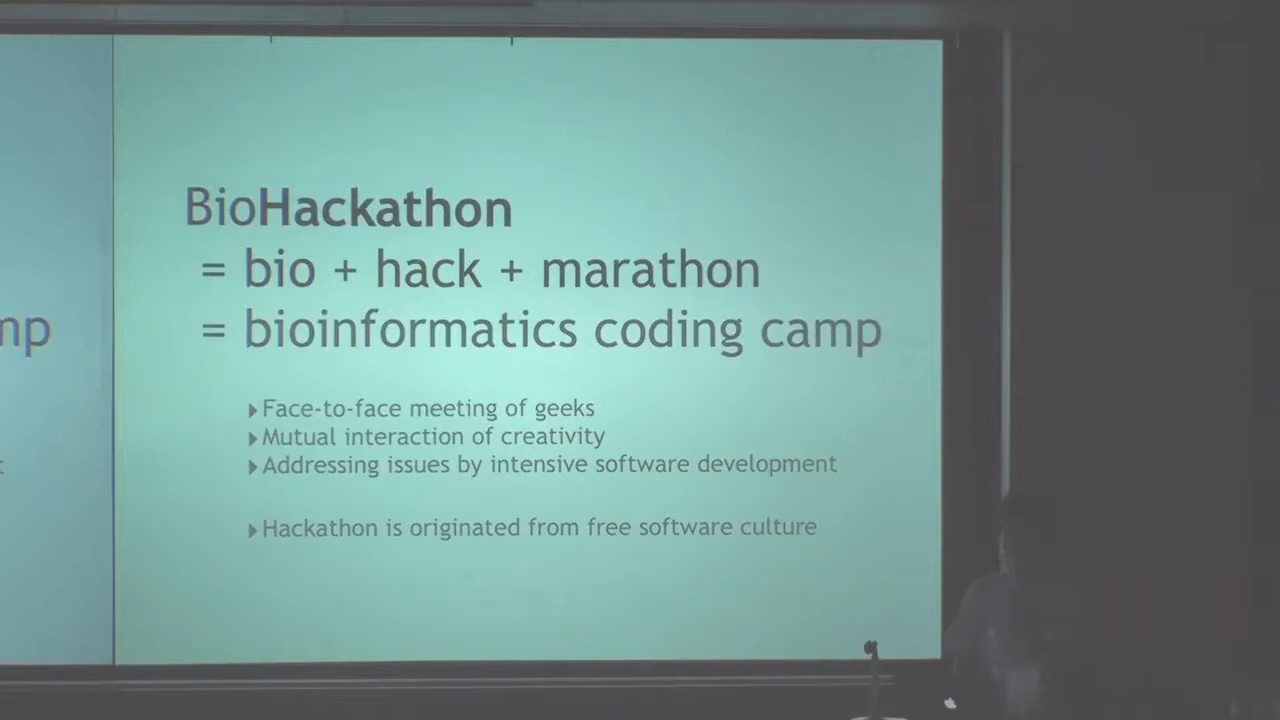 BioHackathon
= bio + hack + marathon
= bioinformatics coding camp
Face-to-face meeting of geeks
Mutual interaction of creativity
Addressing issues by intensive software development
Hackathon is originated from free software culture
mp